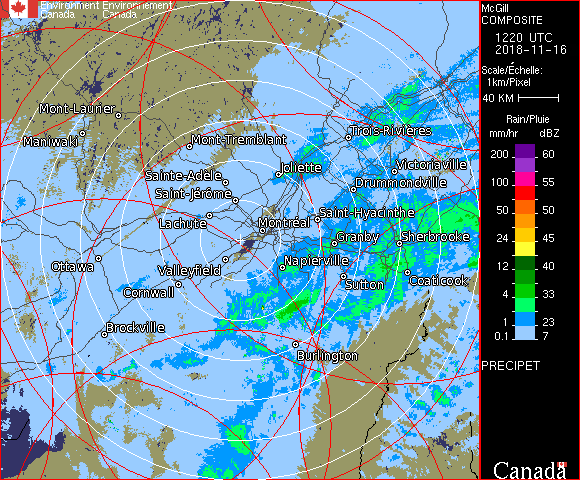 Environment Environnement
Canada Canada
McGill
COMPOSITE
1220 UTC
2018-11-16
Scale/Échelle:
1km/Pixel
40 KM
Rain/Pluie
mm/hr dBZ
200 60
150 57
100 55
50 50
24 45
12 40
4 33
1 23
0.1 7
PRECIPET
Canada
Mont-Laurier
Maniwaki
Mont-Tremblant
Trois-Rivières
Joliette
Victoriaville
Sainte-Adèle
Drummondville
Saint-Jérôme
Lachute
Saint-Hyacinthe
Montréal
Granby
Sherbrooke
Ottawa
Valleyfield
Napierville
Sutton
Coaticook
Cornwall
Brockville
Burlington